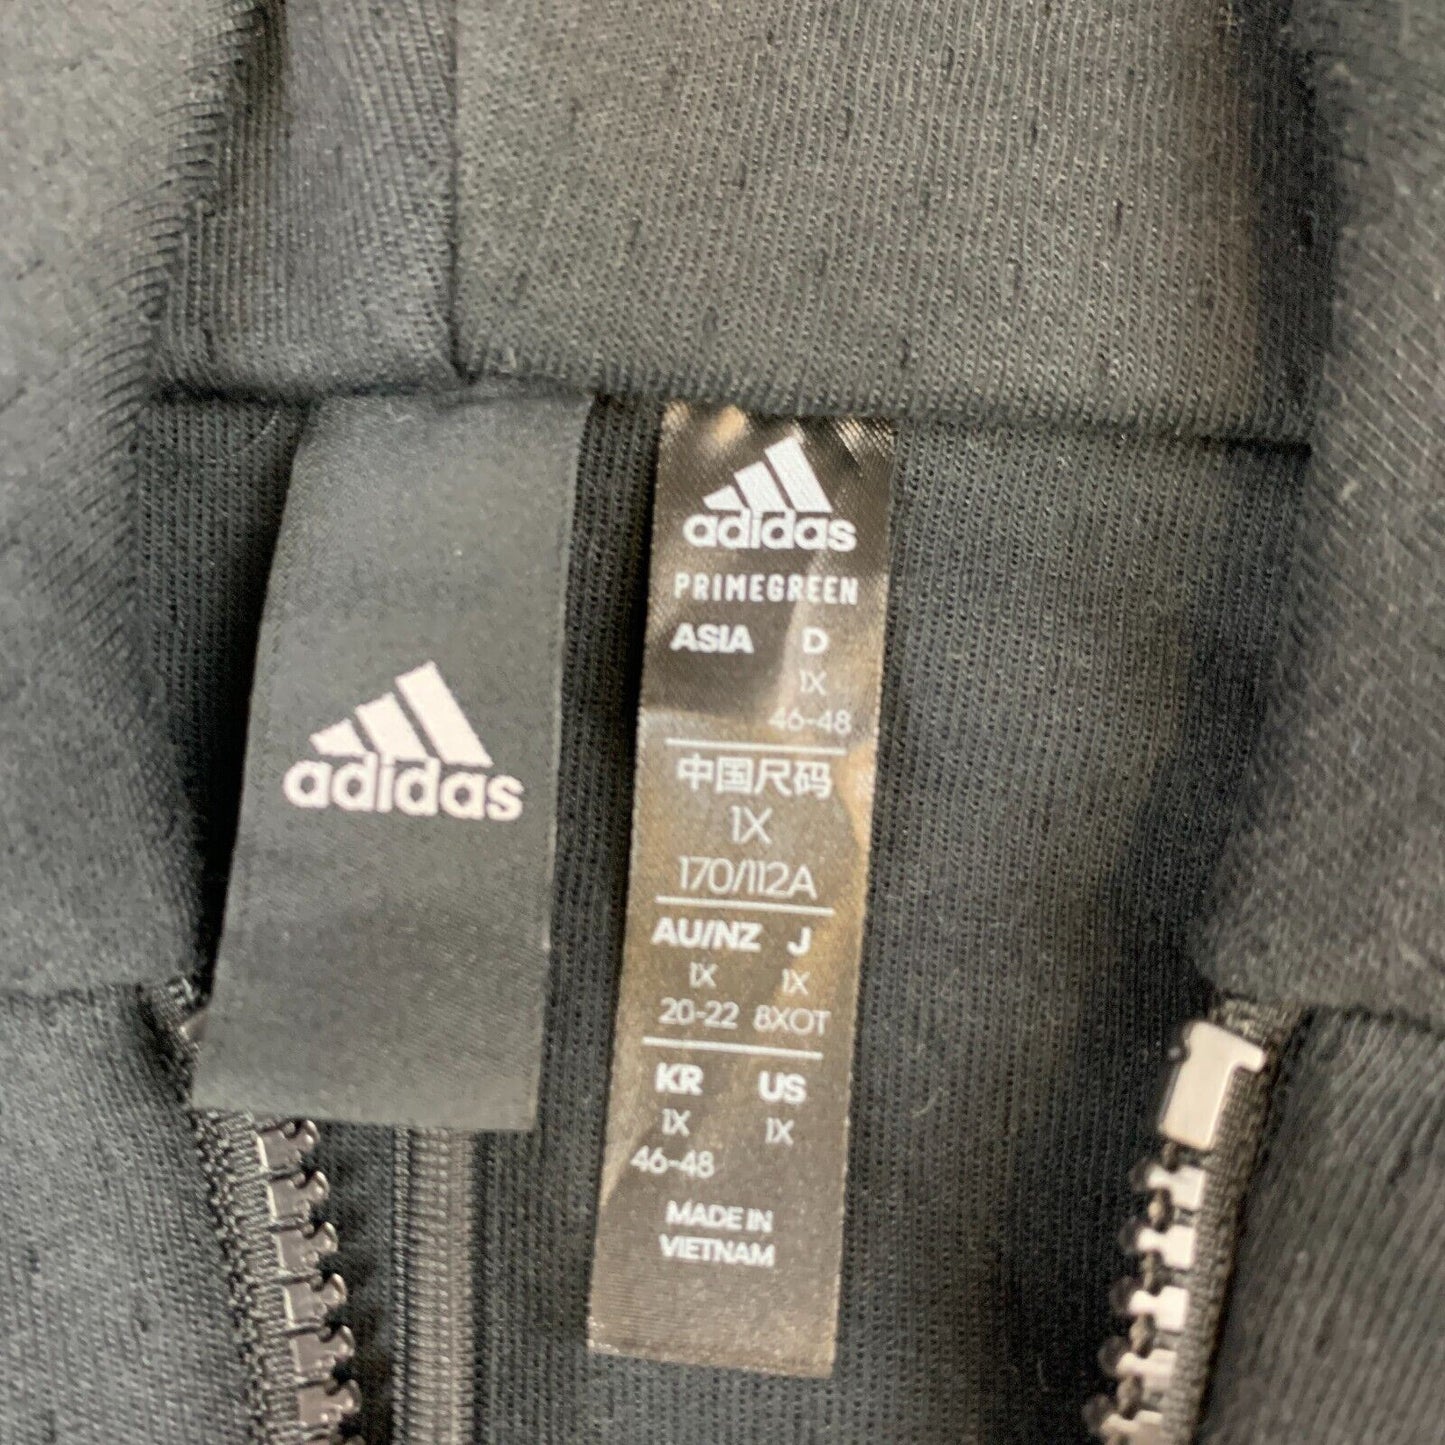 adidas
adidas
PRIMEGREEN
ASIA D
1X
46-48
中国尺码
1X
170/112A
AU/NZ J
1X 1X
20-22 8XOT
KR US
1X 1X
46-48
MADE IN
VIETNAM